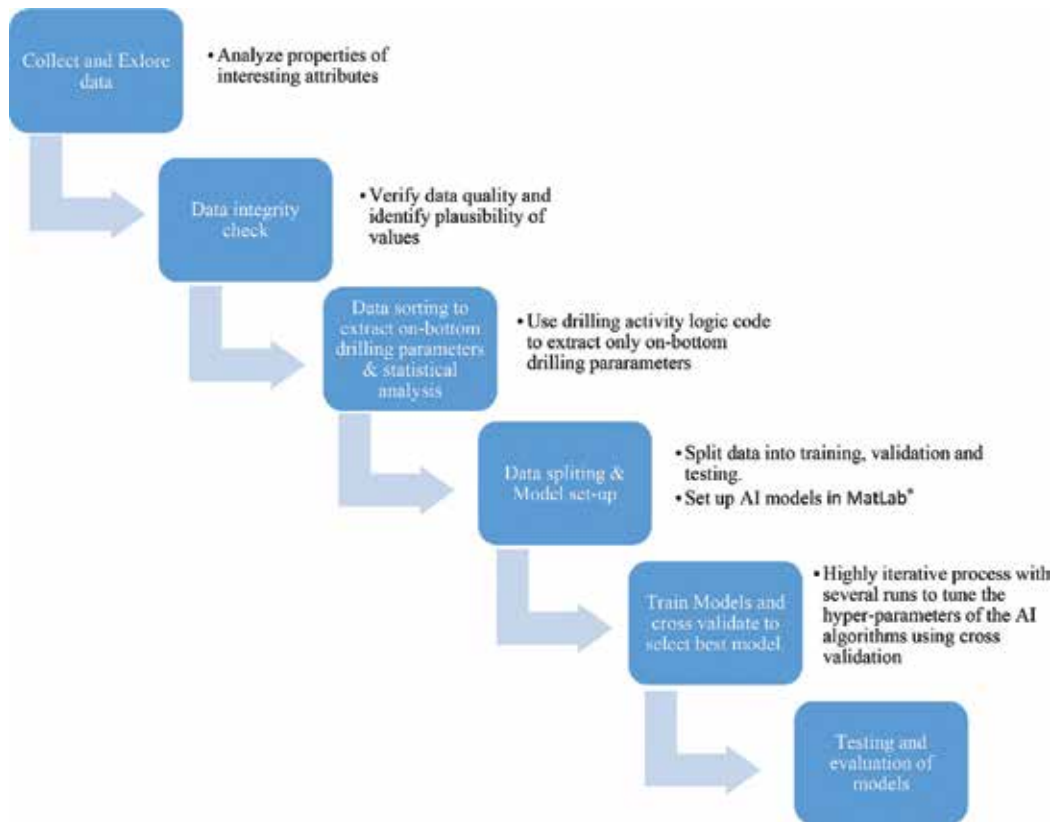 Collect and Exlore
data
• Analyze properties of
interesting attributes
Data integrity
check
• Verify data quality and
identify plausibility of
values
Data sorting to
extract on-bottom
drilling parameters
& statistical
analysis
• Use drilling activity logic code
to extract only on-bottom
drilling pararameters
Data spliting &
Model set-up
• Split data into training, validation and
testing.
• Set up AI models in MatLab®
Train Models and
cross validate to
select best model
• Highly iterative process with
several runs to tune the
hyper-parameters of the AI
algorithms using cross
validation
Testing and
evaluation of
models